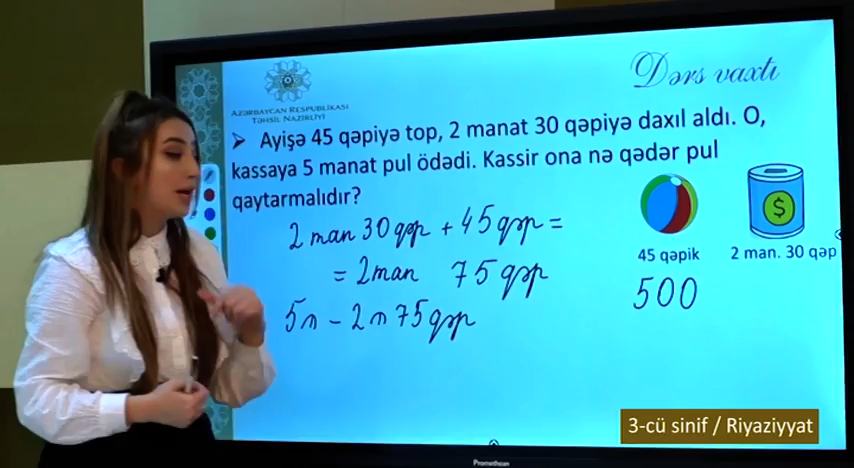 Dərs vaxtı
AZƏRBAYCAN RESPUBLİKASI
TƏHSİL NAZİRLİYİ
➤ Ayişə 45 qəpiyə top, 2 manat 30 qəpiyə daxıl aldı. O,
kassaya 5 manat pul ödədi. Kassir ona nə qədər pul
qaytarmalıdır?
2 man 30 qəp + 45 qəp =
= 2 man 75 qəp
5 m - 2 m 75 qəp
$
45 qəpik
2 man. 30 qəp
500
3-cü sinif / Riyaziyyat
Promethean